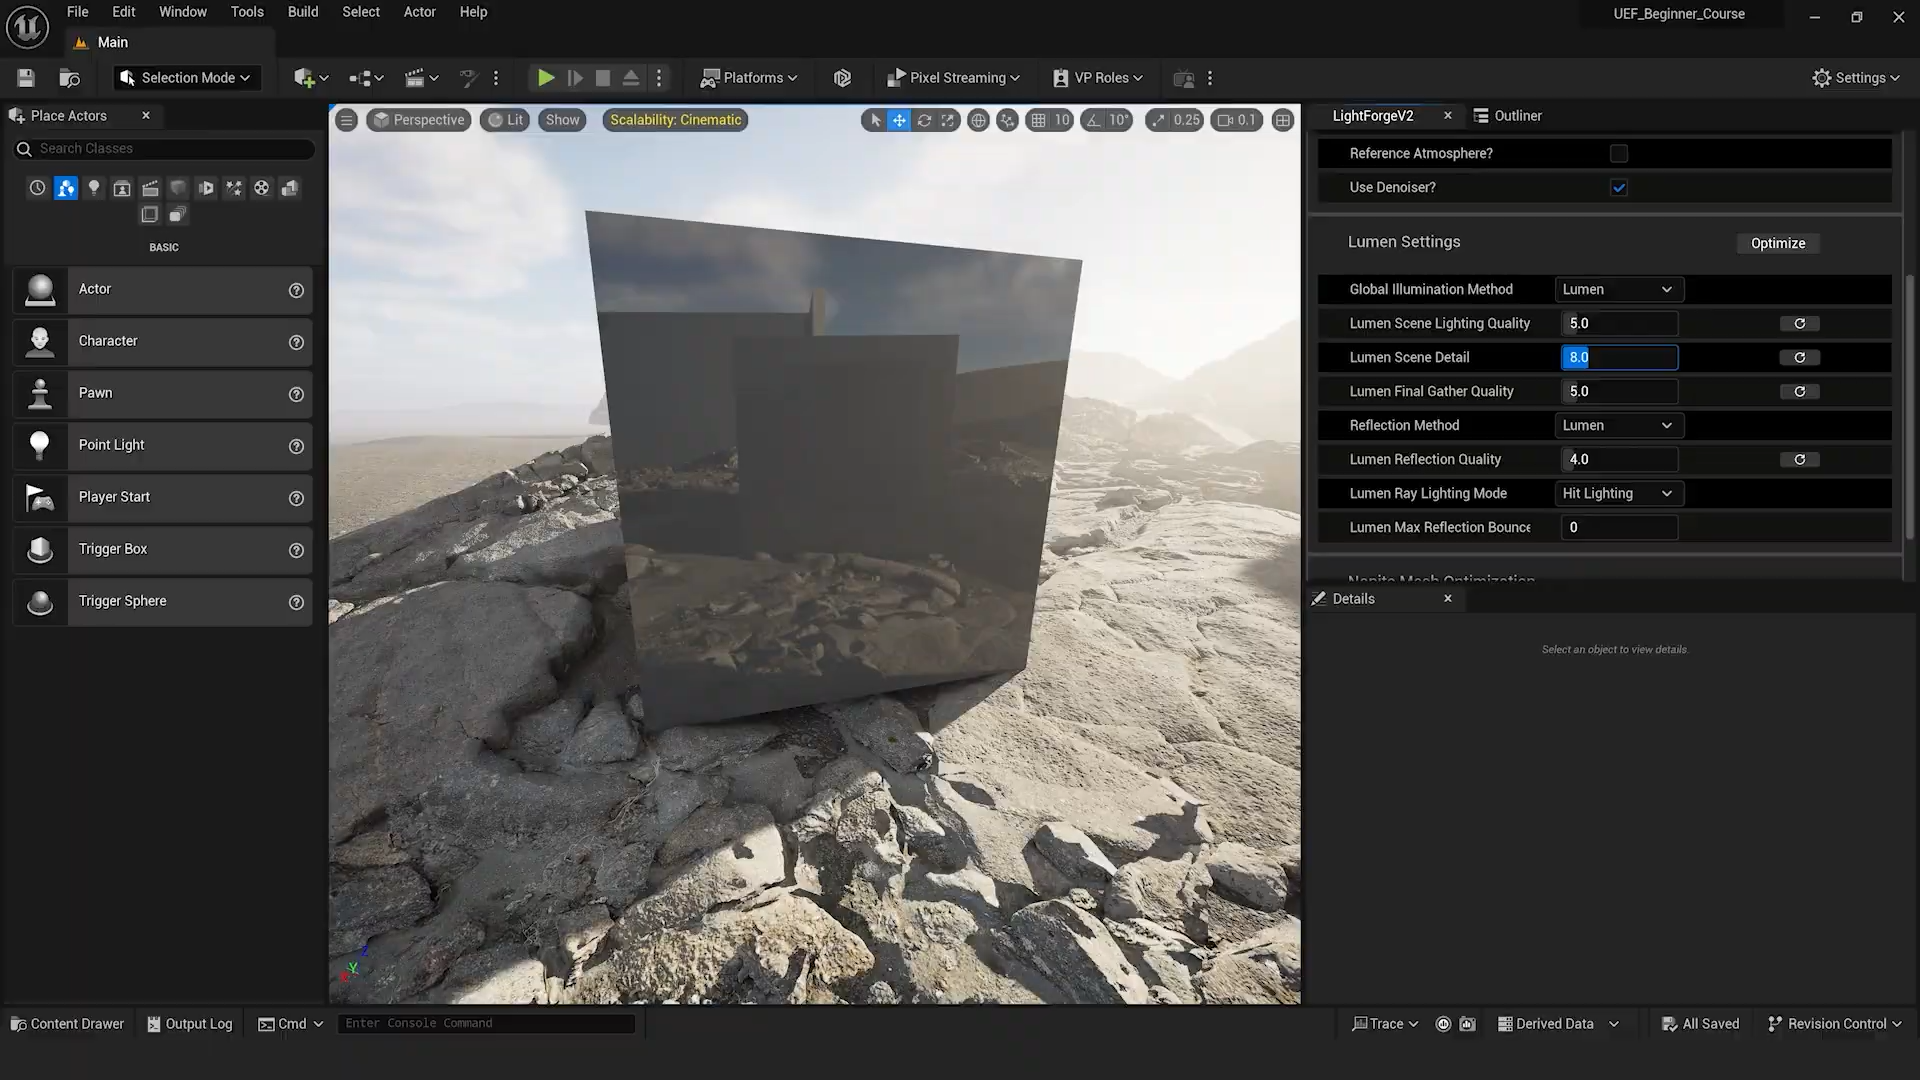 File Edit Window Tools Build Select Actor Help
UEF_Beginner_Course
Main
Selection Mode
Platforms
Pixel Streaming
VP Roles
Settings
Place Actors
Search Classes
BASIC
Actor
Character
Pawn
Point Light
Player Start
Trigger Box
Trigger Sphere
Perspective
Lit
Show
Scalability: Cinematic
10
10°
0.25
0.1
LightForgeV2
Outliner
Reference Atmosphere?
Use Denoiser?
Lumen Settings
Optimize
Global Illumination Method Lumen
Lumen Scene Lighting Quality 5.0
Lumen Scene Detail 8.0
Lumen Final Gather Quality 5.0
Reflection Method Lumen
Lumen Reflection Quality 4.0
Lumen Ray Lighting Mode Hit Lighting
Lumen Max Reflection Bounce 0
Nanite Mesh Optimization
Details
Select an object to view details.
Z
Y
Content Drawer
Output Log
Cmd
Enter Console Command
Trace
Derived Data
All Saved
Revision Control